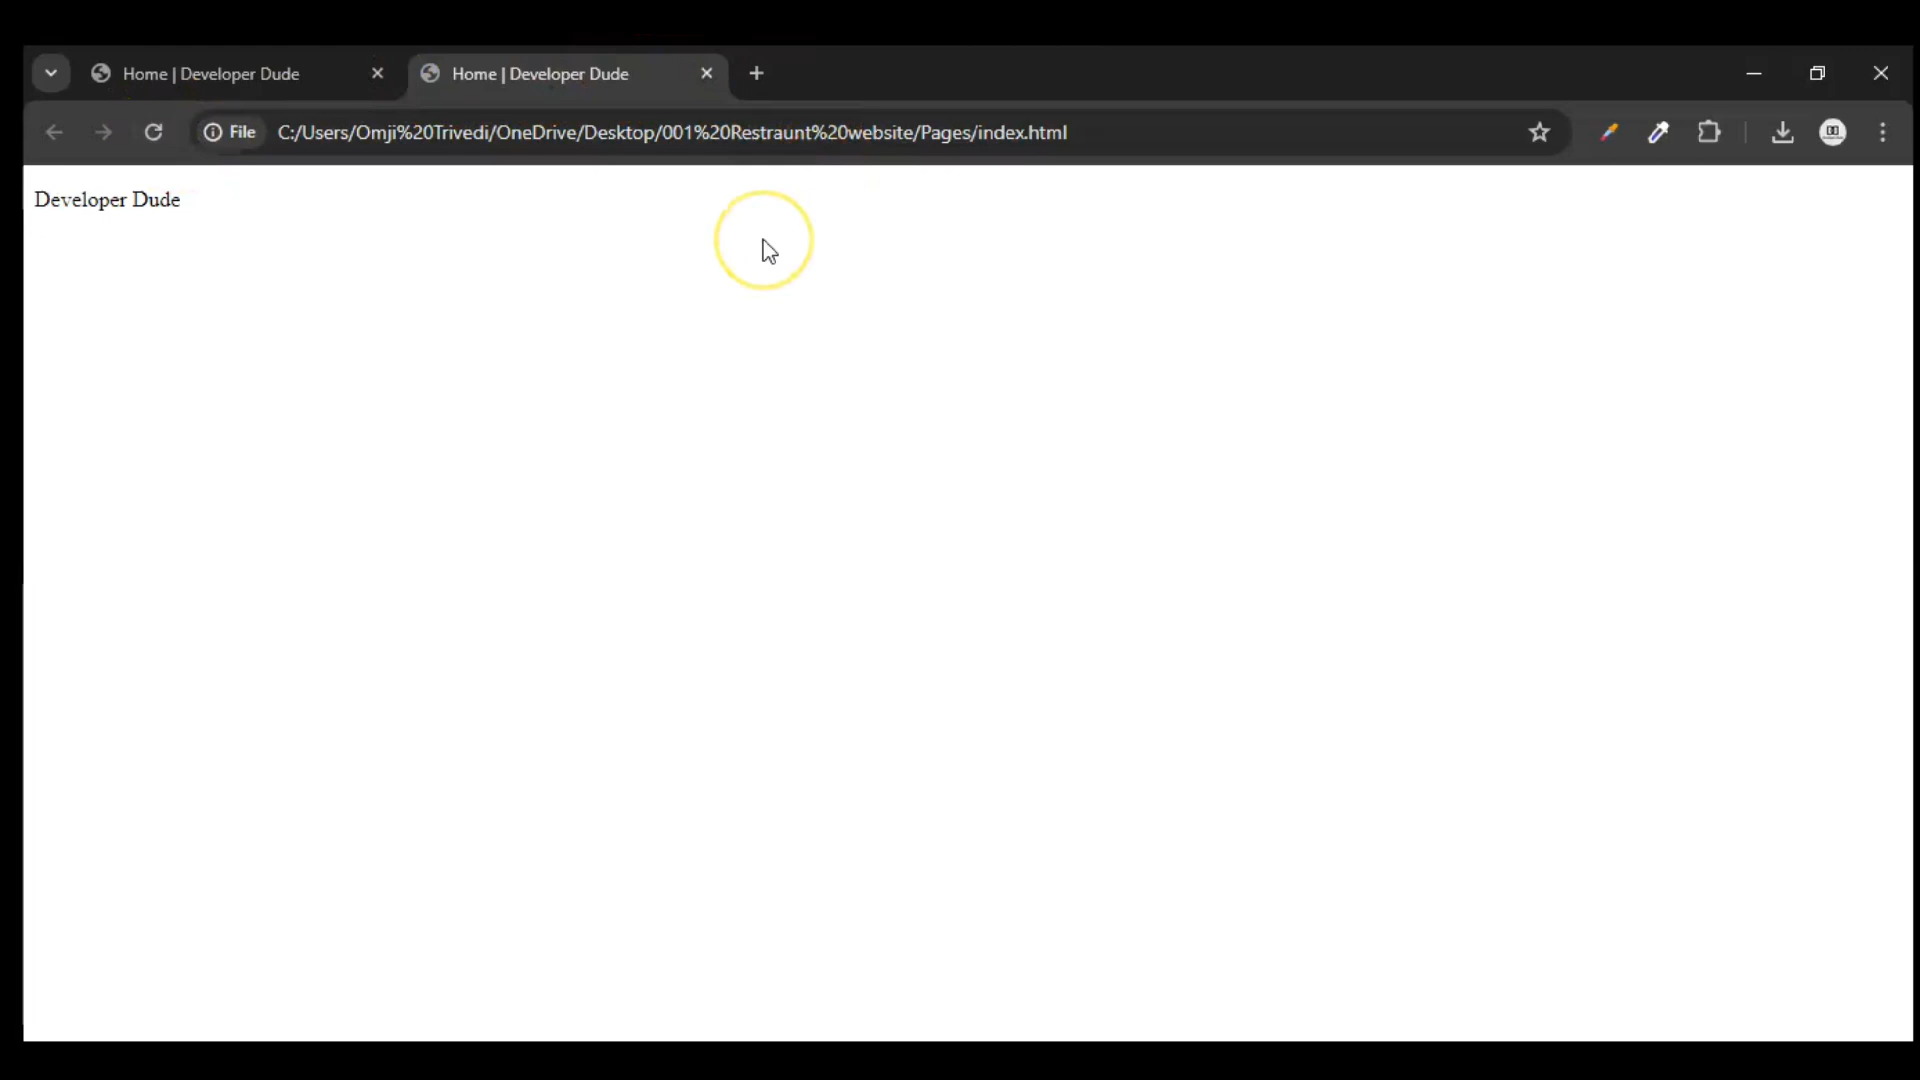 Home | Developer Dude
Home | Developer Dude
File C:/Users/Omji%20Trivedi/OneDrive/Desktop/001%20Restraunt%20website/Pages/index.html
Developer Dude